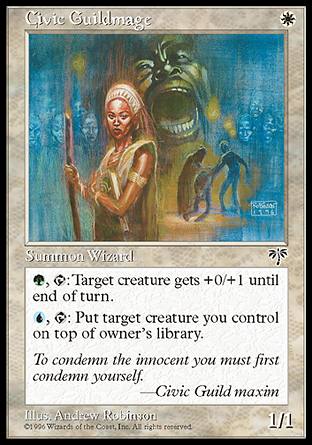 Civic Guildmage
Summon Wizard
: Target creature gets +0/+1 until
end of turn.
: Put target creature you control
on top of owner's library.
To condemn the innocent you must first
condemn yourself.
—Civic Guild maxim
Illus. Andrew Robinson
©1996 Wizards of the Coast, Inc. All rights reserved.
1/1